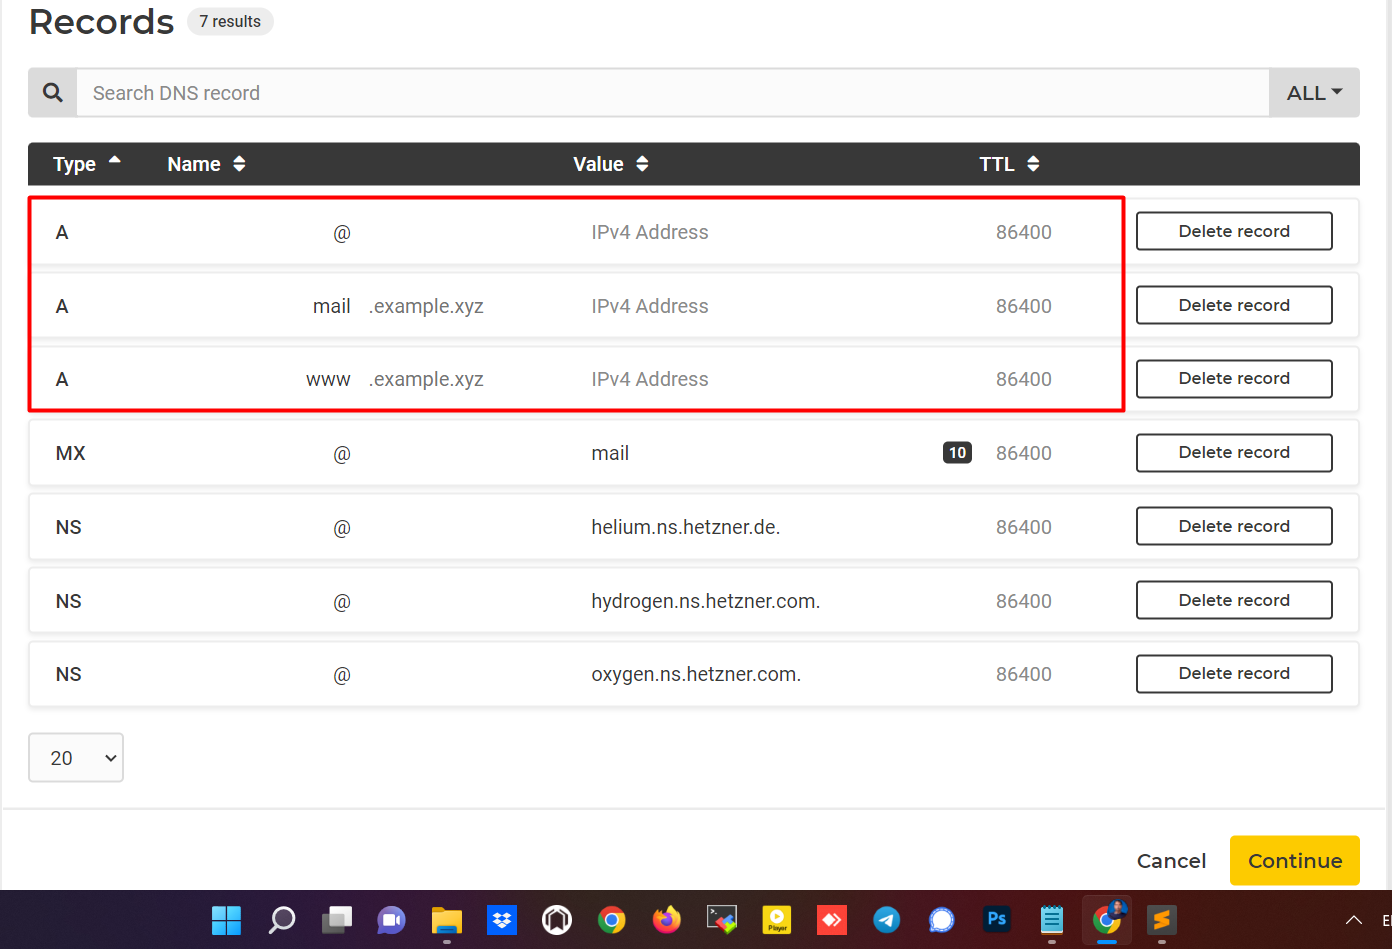 Records 7 results
Search DNS record ALL
Type Name Value TTL
A @ IPv4 Address 86400 Delete record
A mail .example.xyz IPv4 Address 86400 Delete record
A www .example.xyz IPv4 Address 86400 Delete record
MX @ mail 10 86400 Delete record
NS @ helium.ns.hetzner.de. 86400 Delete record
NS @ hydrogen.ns.hetzner.com. 86400 Delete record
NS @ oxygen.ns.hetzner.com. 86400 Delete record
20
Cancel Continue
Player Ps